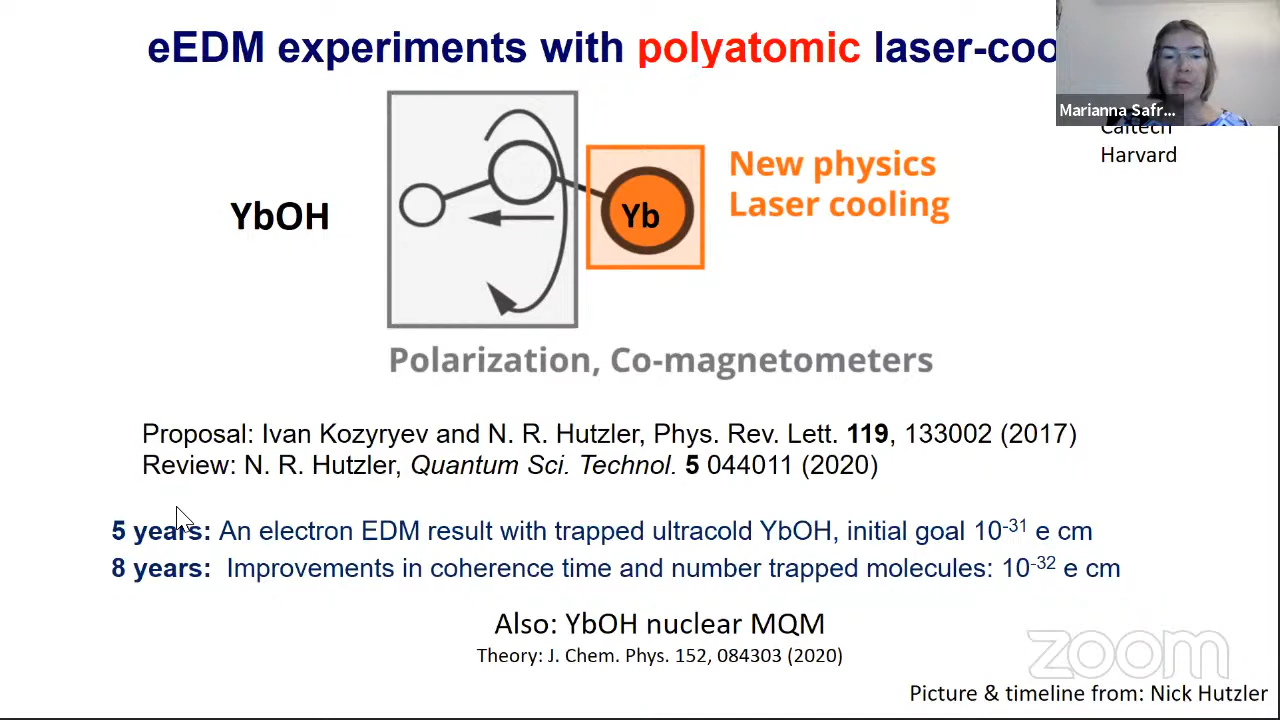 eEDM experiments with polyatomic laser-coo
Marianna Safr...
Caltech
Harvard
New physics
Laser cooling
YbOH
Yb
Polarization, Co-magnetometers
Proposal: Ivan Kozyryev and N. R. Hutzler, Phys. Rev. Lett. 119, 133002 (2017)
Review: N. R. Hutzler, Quantum Sci. Technol. 5 044011 (2020)
5 years: An electron EDM result with trapped ultracold YbOH, initial goal 10⁻³¹ e cm
8 years: Improvements in coherence time and number trapped molecules: 10⁻³² e cm
Also: YbOH nuclear MQM
Theory: J. Chem. Phys. 152, 084303 (2020)
zoom
Picture & timeline from: Nick Hutzler